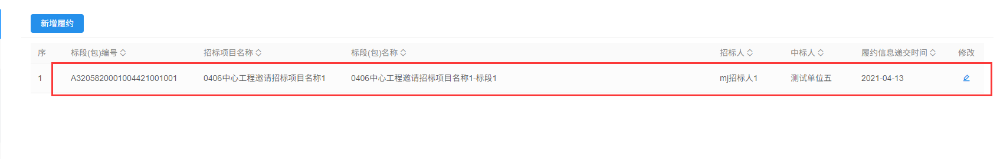 新增履约
序 标段(包)编号 招标项目名称 标段(包)名称 招标人 中标人 履约信息递交时间 修改
1 A3205820001004421001001 0406中心工程邀请招标项目名称1 0406中心工程邀请招标项目名称1-标段1 mj招标人1 测试单位五 2021-04-13